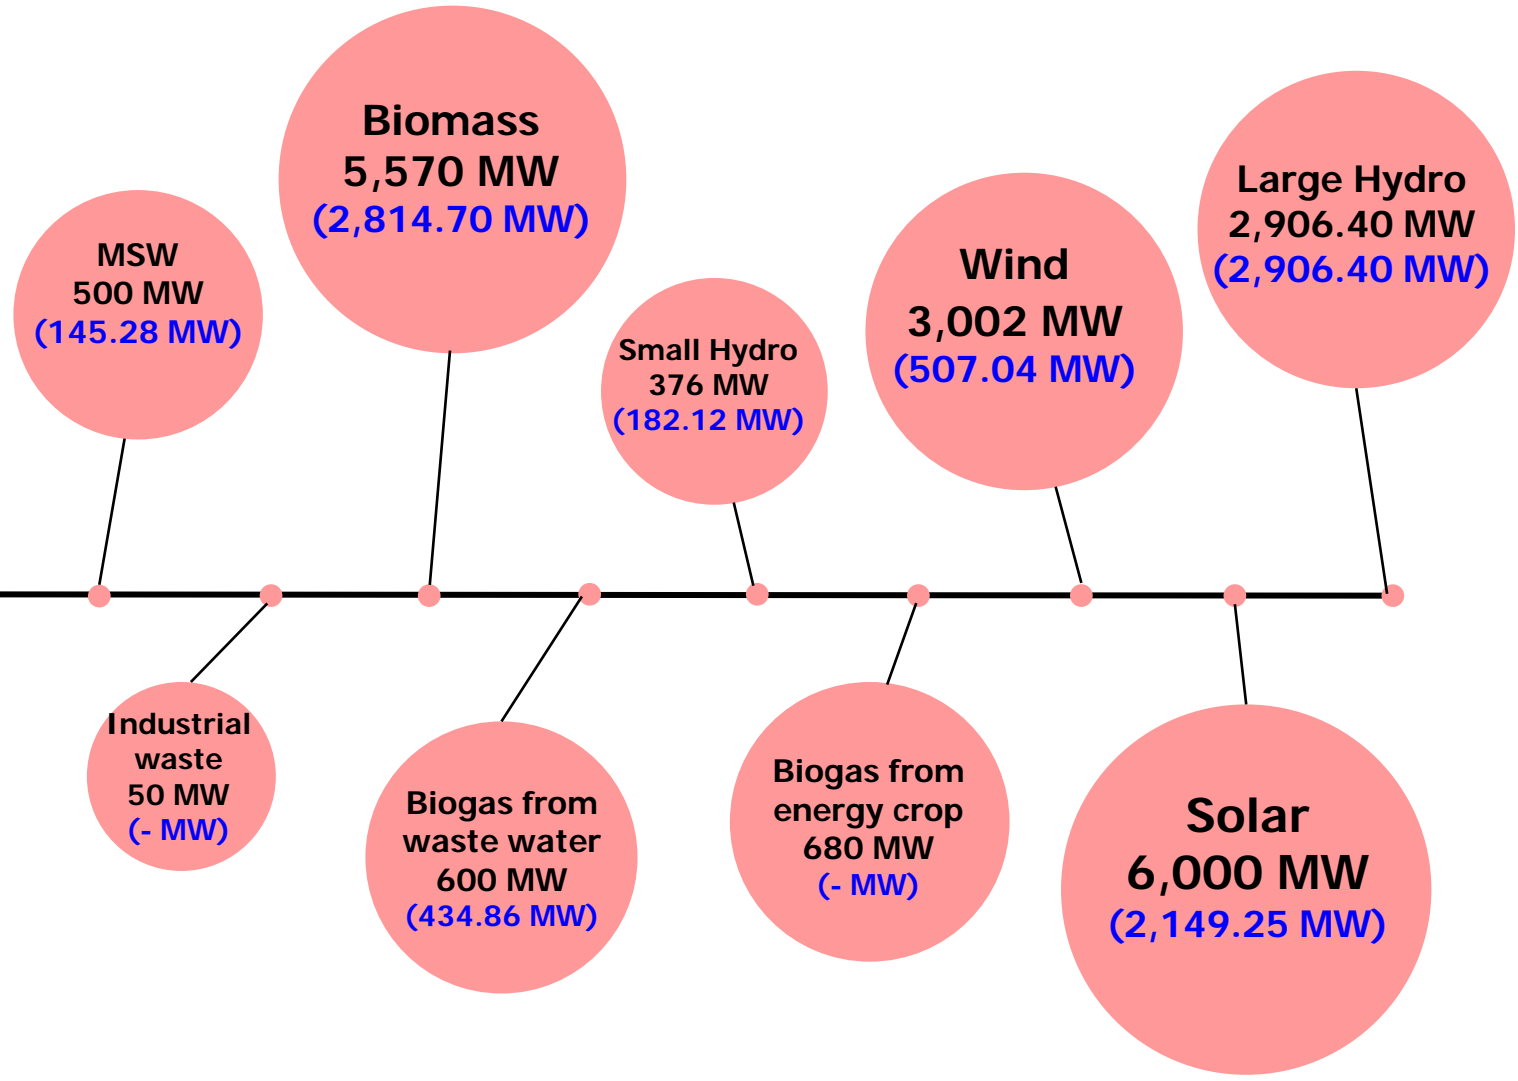 MSW
500 MW
(145.28 MW)
Industrial
waste
50 MW
(- MW)
Biomass
5,570 MW
(2,814.70 MW)
Biogas from
waste water
600 MW
(434.86 MW)
Small Hydro
376 MW
(182.12 MW)
Biogas from
energy crop
680 MW
(- MW)
Wind
3,002 MW
(507.04 MW)
Solar
6,000 MW
(2,149.25 MW)
Large Hydro
2,906.40 MW
(2,906.40 MW)